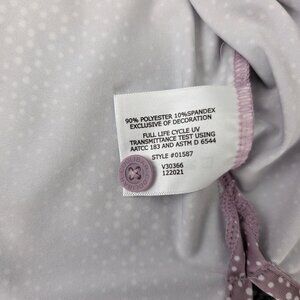 90% POLYESTER 10%SPANDEX
EXCLUSIVE OF DECORATION
FULL LIFE CYCLE UV
TRANSMITTANCE TEST USING
AATCC 183 AND ASTM D 6544
STYLE #01587
V30366
122021